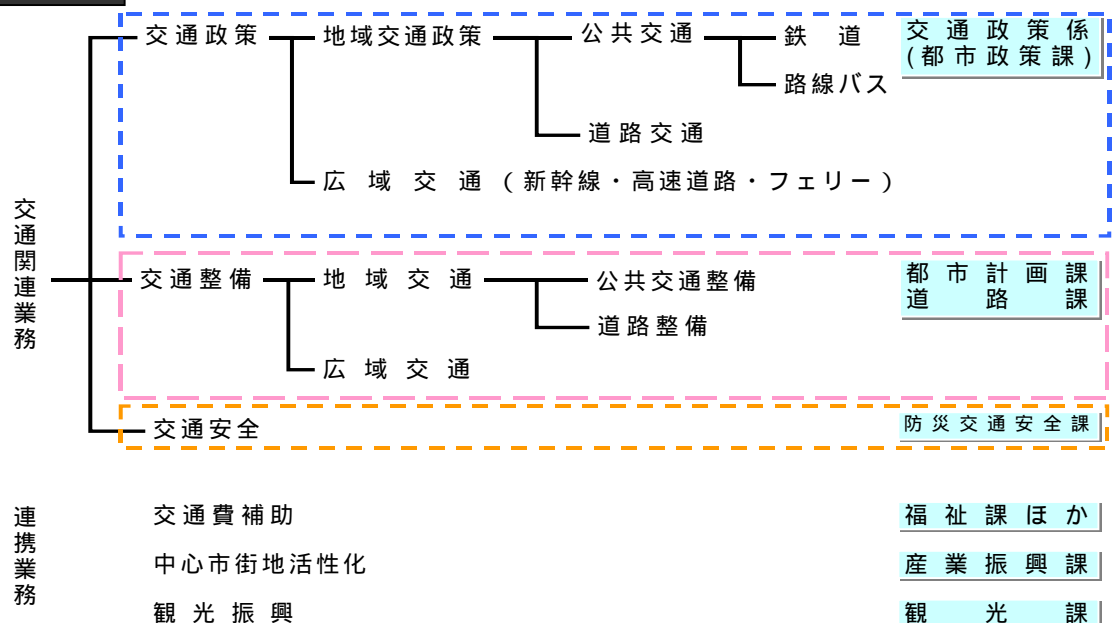 交通政策 地域交通政策 公共交通 鉄道 交通政策係
(都市政策課)
路線バス
道路交通
広域交通(新幹線・高速道路・フェリー)
交通関連業務
交通整備 地域交通 公共交通整備 都市計画課
道路課
道路整備
広域交通
交通安全 防災交通安全課
連携業務
交通費補助 福祉課ほか
中心市街地活性化 産業振興課
観光振興 観光課